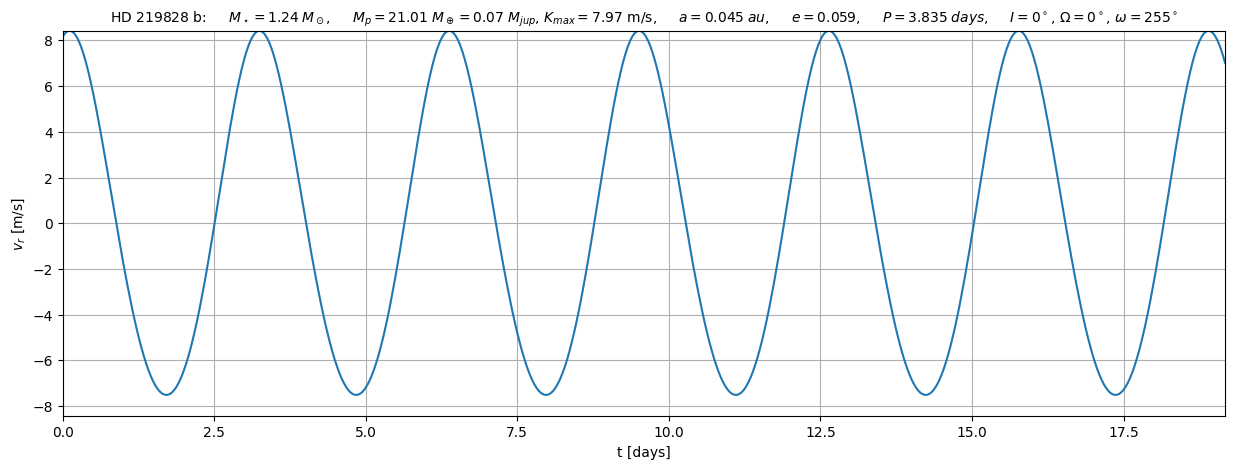 HD 219828 b: M⋆ = 1.24 M⊙, Mp = 21.01 M⊕ = 0.07 Mjup, Kmax = 7.97 m/s, a = 0.045 au, e = 0.059, P = 3.835 days, I = 0°, Ω = 0°, ω = 255°
8
6
4
2
0
−2
−4
−6
−8
vr [m/s]
0.0 2.5 5.0 7.5 10.0 12.5 15.0 17.5
t [days]